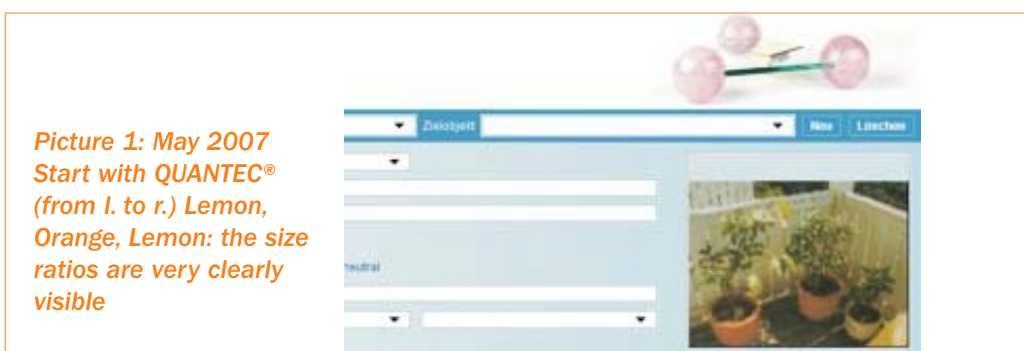 Picture 1: May 2007
Start with QUANTEC®
(from l. to r.) Lemon,
Orange, Lemon: the size
ratios are very clearly
visible
Zielobjekt Neu Löschen
neutral